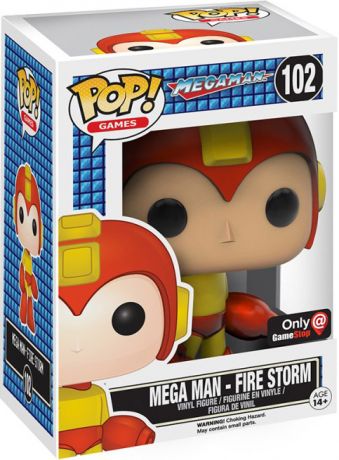 POP!
GAMES
MEGAMAN
102
MEGA MAN - FIRE STORM
102
Only @
GameStop
MEGA MAN - FIRE STORM
VINYL FIGURE / FIGURINE EN VINYLE /
FIGURA DE VINIL
WARNING: CHOKING HAZARD.
May contain small parts.
AGE
14+